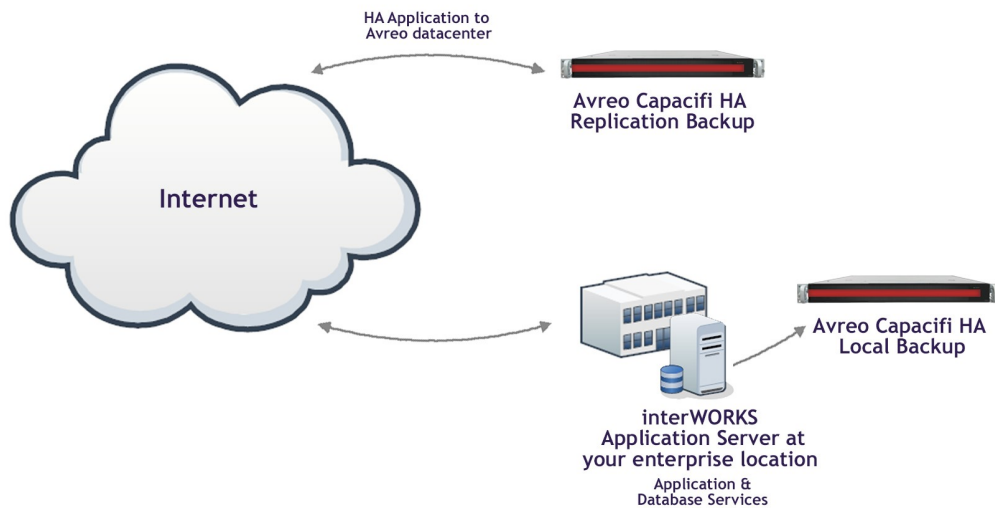 HA Application to
Avreo datacenter
Avreo Capacifi HA
Replication Backup
Internet
Avreo Capacifi HA
Local Backup
interWORKS
Application Server at
your enterprise location
Application &
Database Services